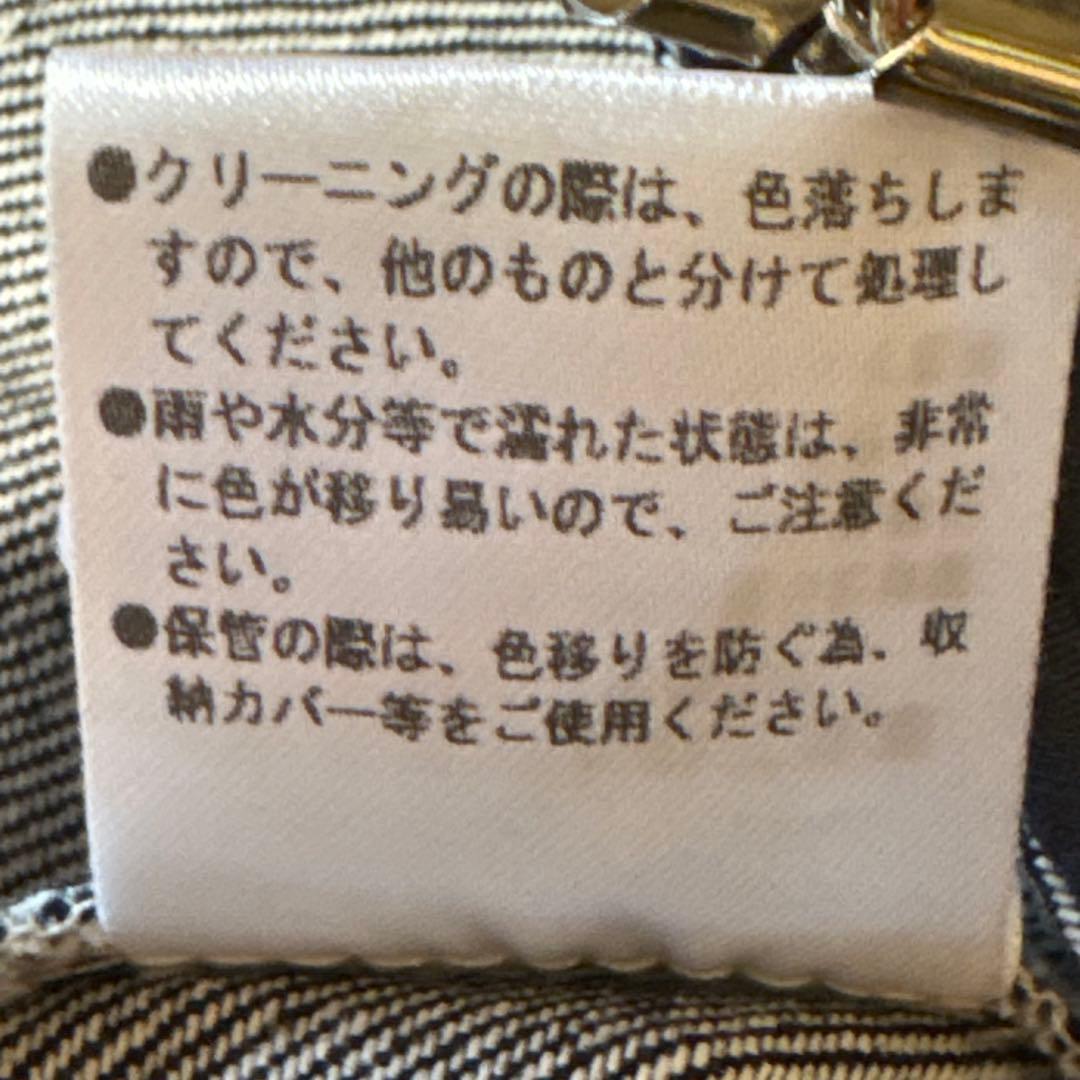 ●クリーニングの際は、色落ちしま
すので、他のものと分けて処理し
てください。
●雨や水分等で濡れた状態は、非常
に色が移り易いので、ご注意くだ
さい。
●保管の際は、色移りを防ぐ為、収
納カバー等をご使用ください。